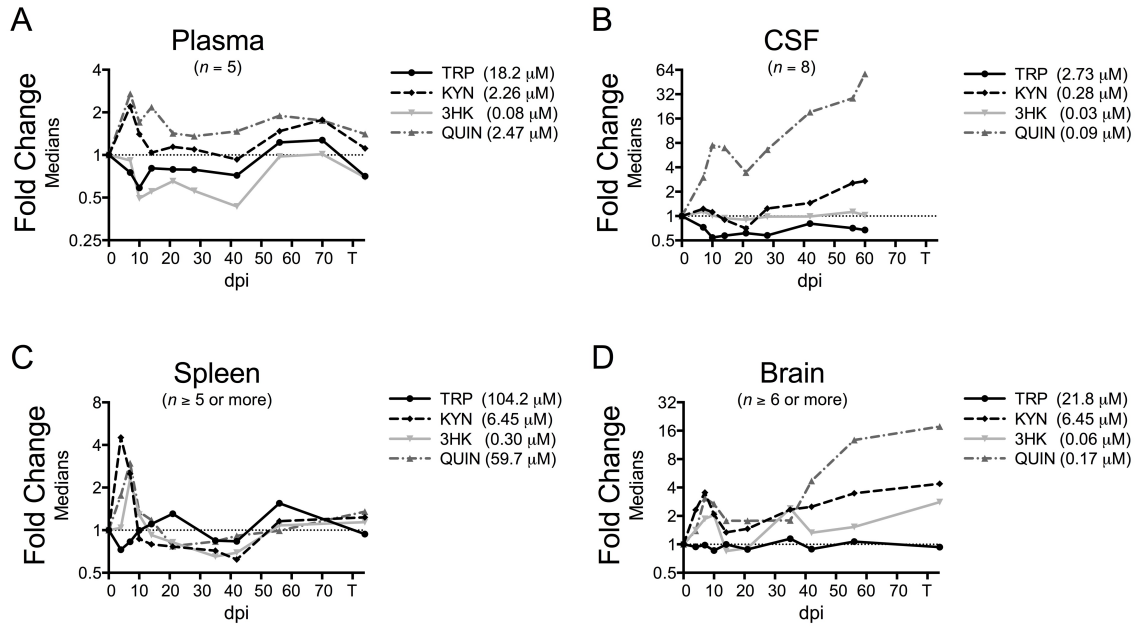 A
Plasma
(n = 5)
Fold Change
Medians
4
2
1
0.5
0.25
0 10 20 30 40 50 60 70 T
dpi
TRP (18.2 µM)
KYN (2.26 µM)
3HK (0.08 µM)
QUIN (2.47 µM)
B
CSF
(n = 8)
Fold Change
Medians
64
32
16
8
4
2
1
0.5
0 10 20 30 40 50 60 70 T
dpi
TRP (2.73 µM)
KYN (0.28 µM)
3HK (0.03 µM)
QUIN (0.09 µM)
C
Spleen
(n ≥ 5 or more)
Fold Change
Medians
8
4
2
1
0.5
0 10 20 30 40 50 60 70 T
dpi
TRP (104.2 µM)
KYN (6.45 µM)
3HK (0.30 µM)
QUIN (59.7 µM)
D
Brain
(n ≥ 6 or more)
Fold Change
Medians
32
16
8
4
2
1
0.5
0 10 20 30 40 50 60 70 T
dpi
TRP (21.8 µM)
KYN (6.45 µM)
3HK (0.06 µM)
QUIN (0.17 µM)